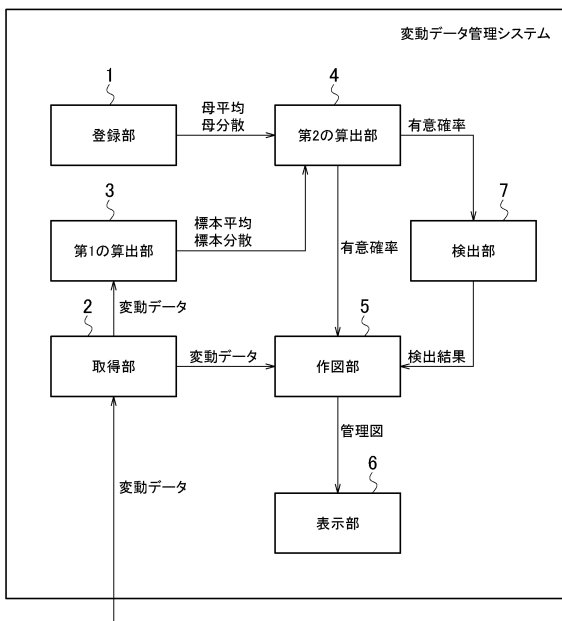 変動データ管理システム
1
登録部
母平均
母分散
4
第2の算出部
有意確率
3
第1の算出部
標本平均
標本分散
有意確率
7
検出部
変動データ
2
取得部
変動データ
5
作図部
検出結果
管理図
変動データ
6
表示部